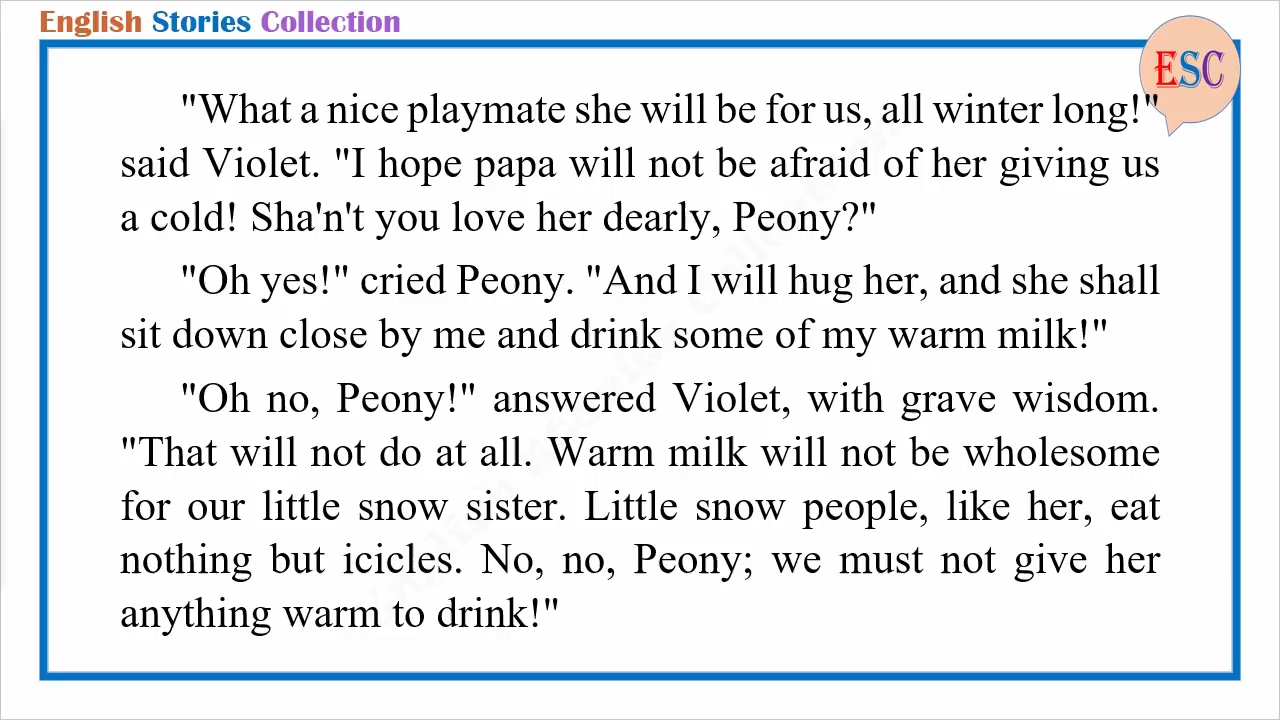 English Stories Collection
ESC
"What a nice playmate she will be for us, all winter long!"
said Violet. "I hope papa will not be afraid of her giving us
a cold! Sha'n't you love her dearly, Peony?"
"Oh yes!" cried Peony. "And I will hug her, and she shall
sit down close by me and drink some of my warm milk!"
"Oh no, Peony!" answered Violet, with grave wisdom.
"That will not do at all. Warm milk will not be wholesome
for our little snow sister. Little snow people, like her, eat
nothing but icicles. No, no, Peony; we must not give her
anything warm to drink!"